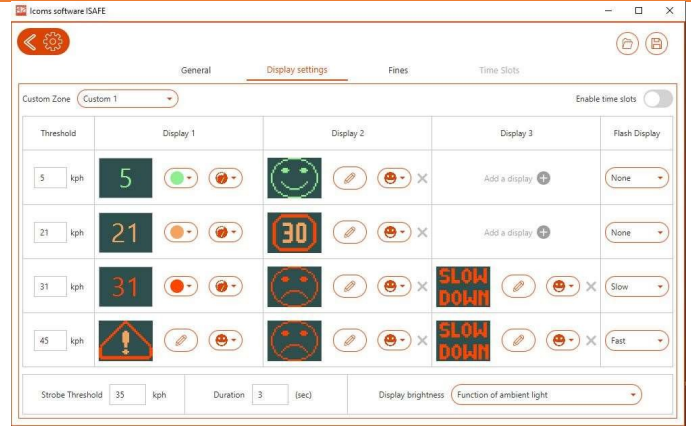 Icoms software ISAFE
General Display settings Fines Time Slots
Custom Zone Custom 1 Enable time slots
Threshold Display 1 Display 2 Display 3 Flash Display
5 kph 5 Add a display None
21 kph 21 30 Add a display None
31 kph 31 SLOW DOWN Slow
45 kph ! SLOW DOWN Fast
Strobe Threshold 35 kph Duration 3 (sec) Display brightness Function of ambient light